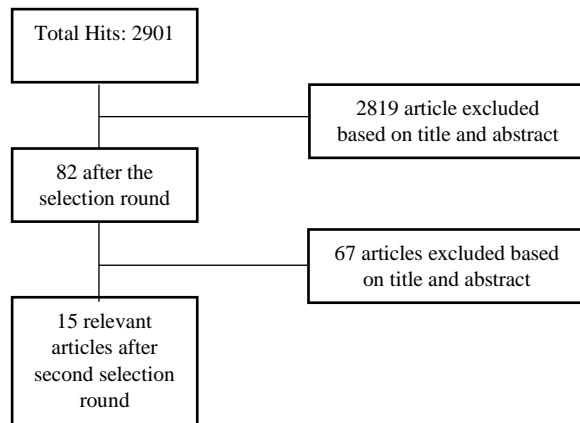 Total Hits: 2901
2819 article excluded
based on title and abstract
82 after the
selection round
67 articles excluded based
on title and abstract
15 relevant
articles after
second selection
round